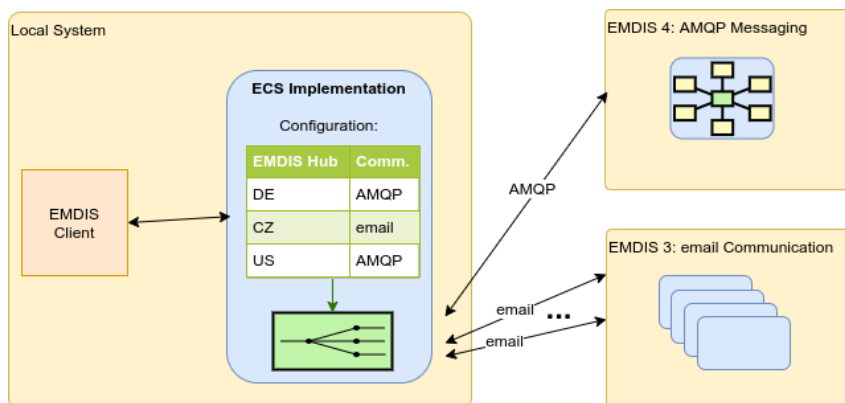 Local System
ECS Implementation
Configuration:
EMDIS Hub Comm.
DE AMQP
CZ email
US AMQP
EMDIS
Client
AMQP
email
...
email
EMDIS 4: AMQP Messaging
EMDIS 3: email Communication